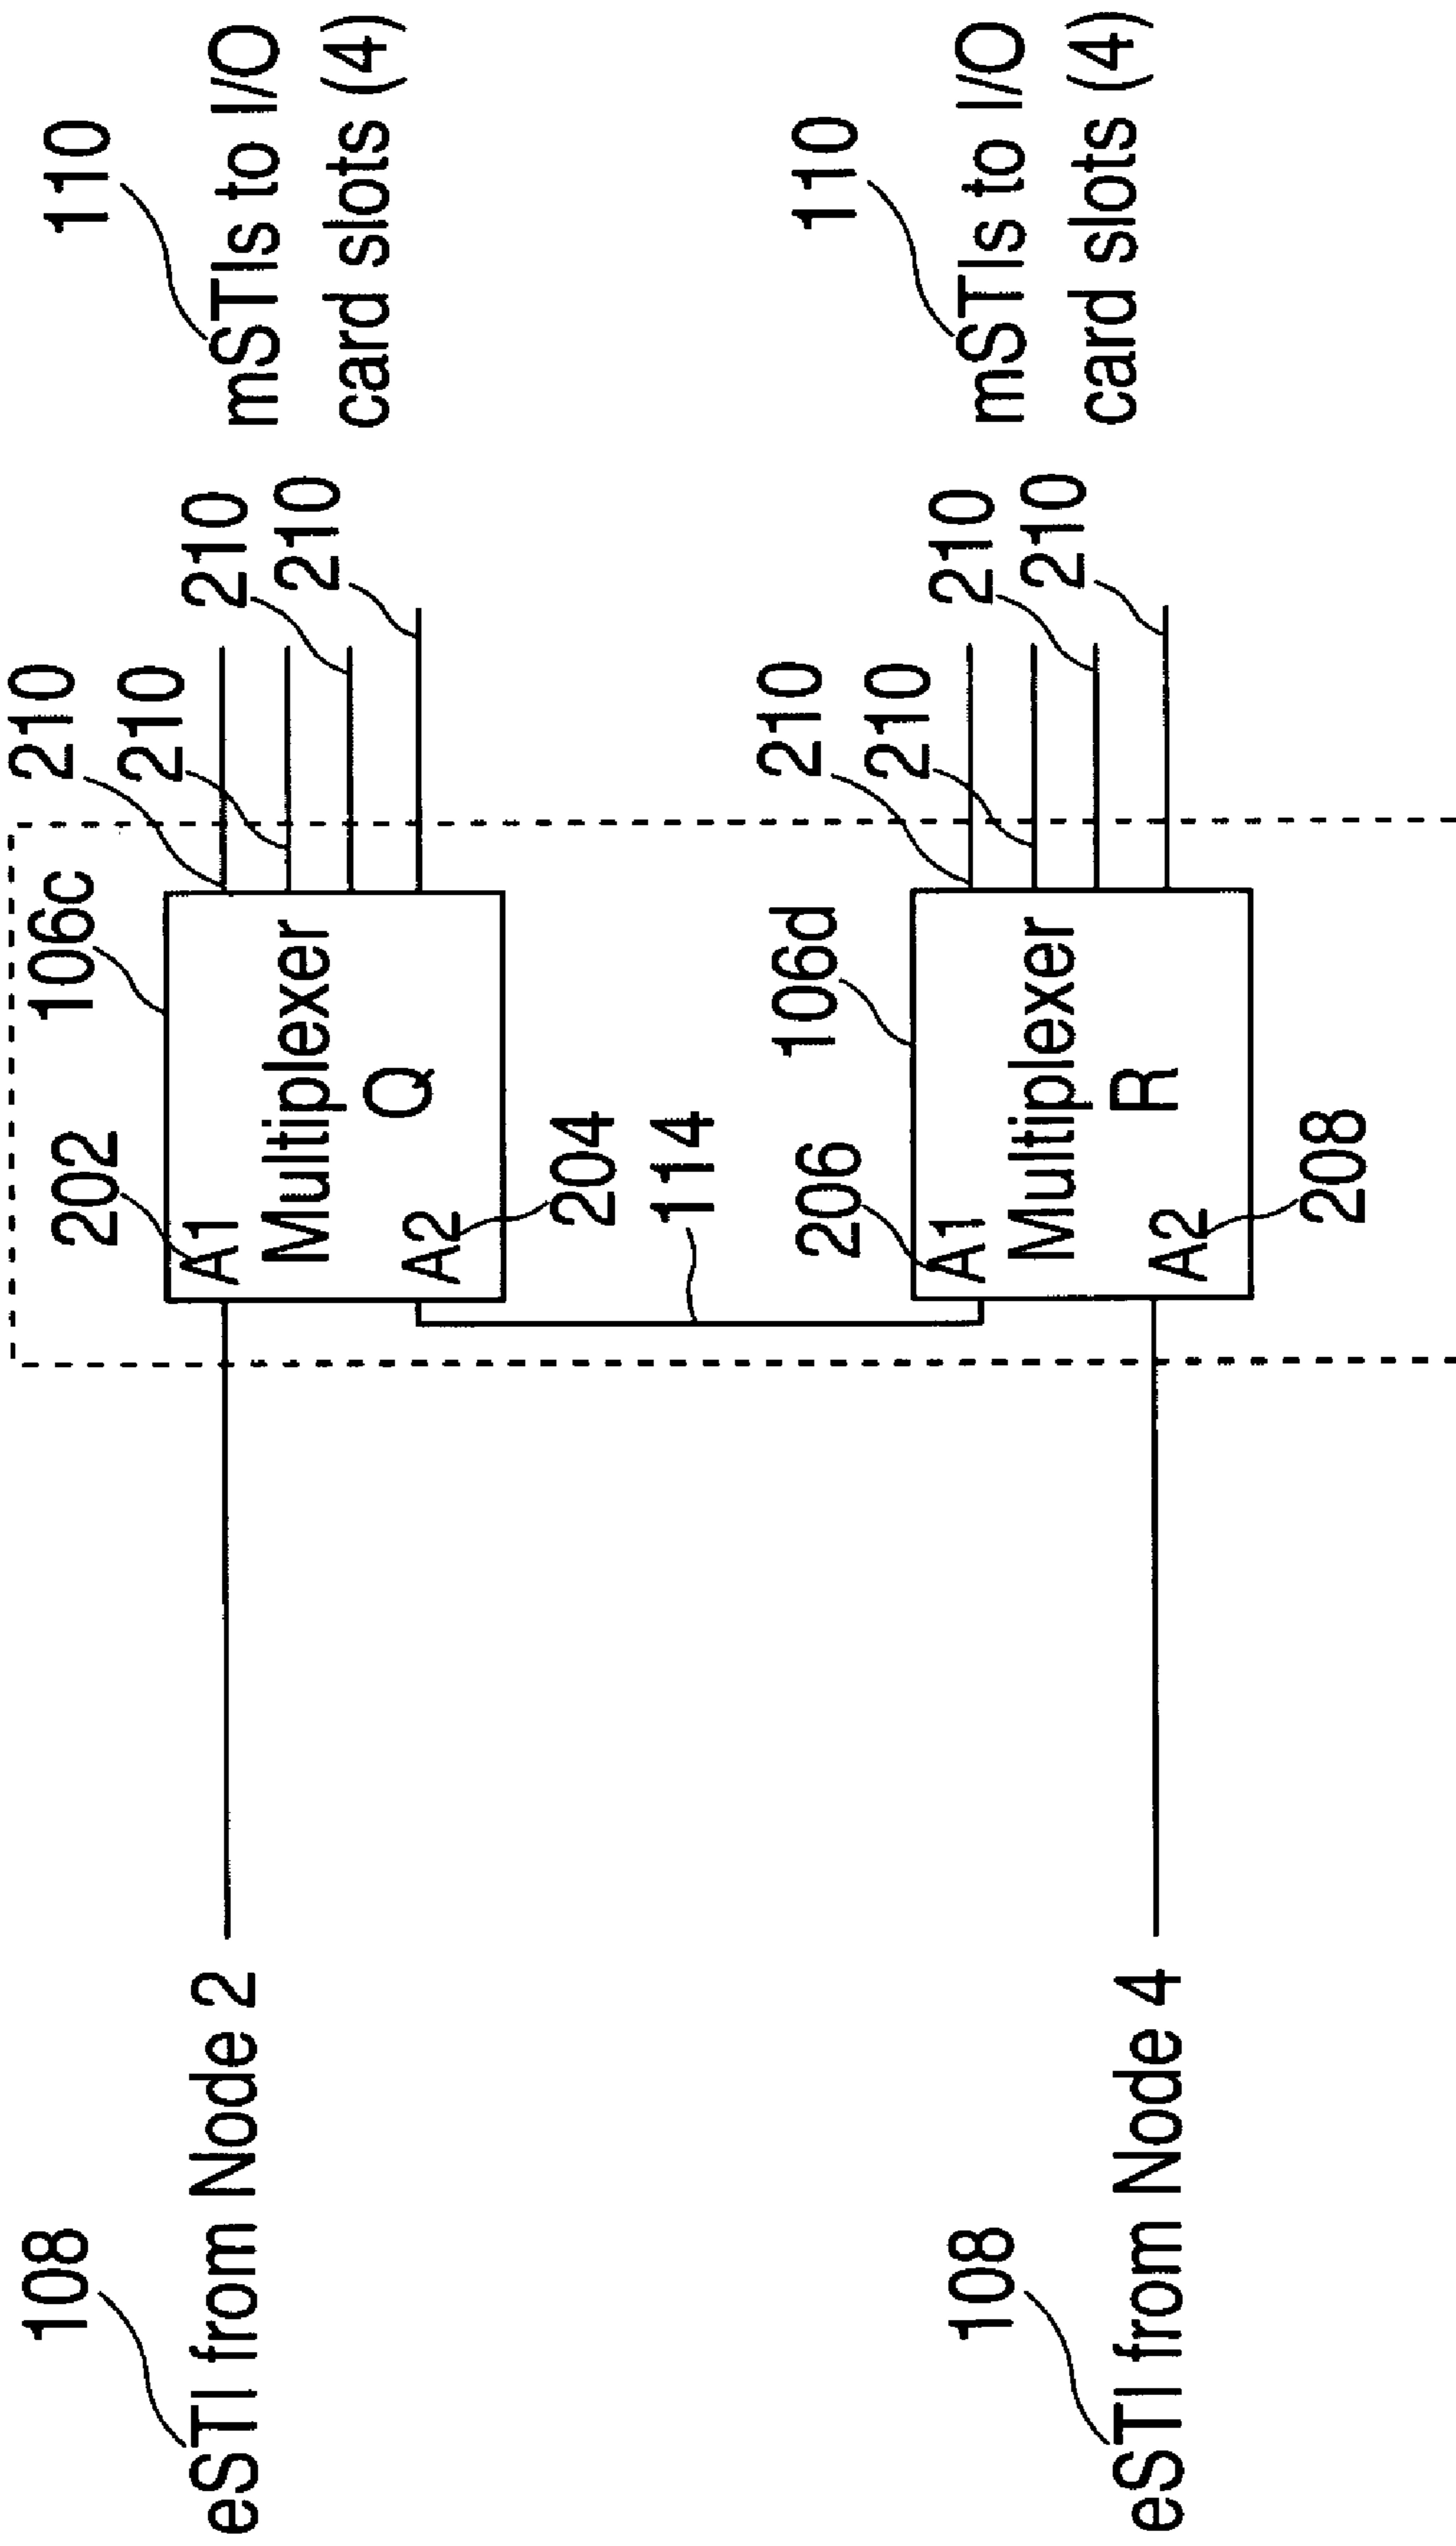 108
eSTI from Node 2
202
A1
106c
Multiplexer
Q
A2
204
210
210
210
210
110
mSTIs to I/O
card slots (4)
114
108
eSTI from Node 4
206
A1
106d
Multiplexer
R
A2
208
210
210
210
210
110
mSTIs to I/O
card slots (4)